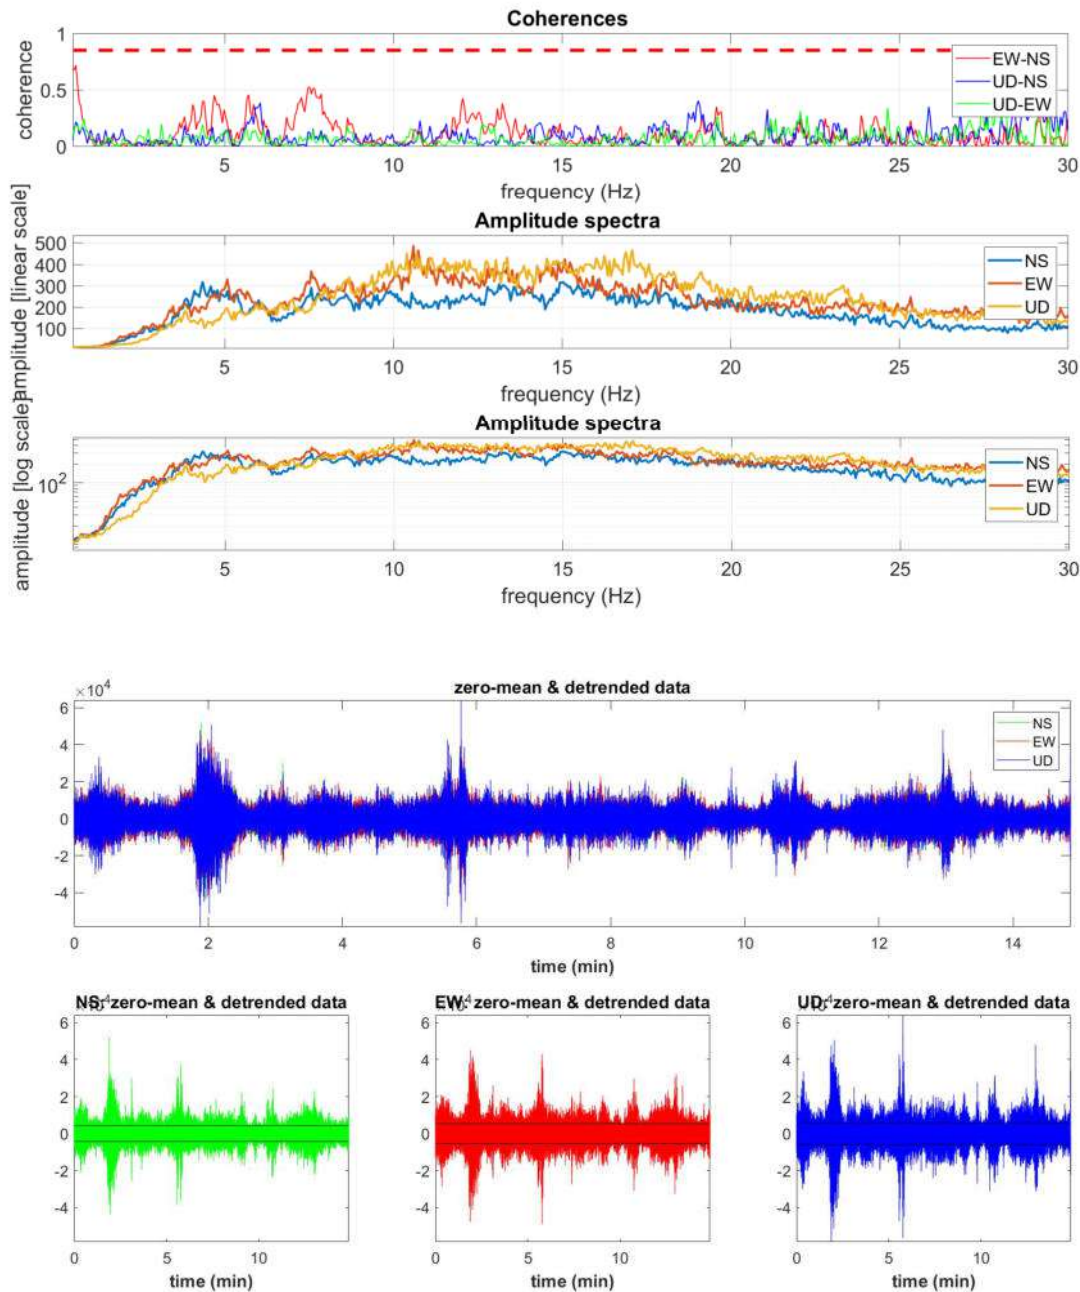 Coherences
1
0.5
0
coherence
EW-NS
UD-NS
UD-EW
5 10 15 20 25 30
frequency (Hz)
Amplitude spectra
500
400
300
200
100
amplitude [linear scale]
NS
EW
UD
5 10 15 20 25 30
frequency (Hz)
Amplitude spectra
10²
amplitude [log scale]
NS
EW
UD
5 10 15 20 25 30
frequency (Hz)
zero-mean & detrended data
×10⁴
6
4
2
0
-2
-4
NS
EW
UD
0 2 4 6 8 10 12 14
time (min)
NS: zero-mean & detrended data
6
4
2
0
-2
-4
0 5 10
time (min)
EW: zero-mean & detrended data
6
4
2
0
-2
-4
0 5 10
time (min)
UD: zero-mean & detrended data
6
4
2
0
-2
-4
0 5 10
time (min)